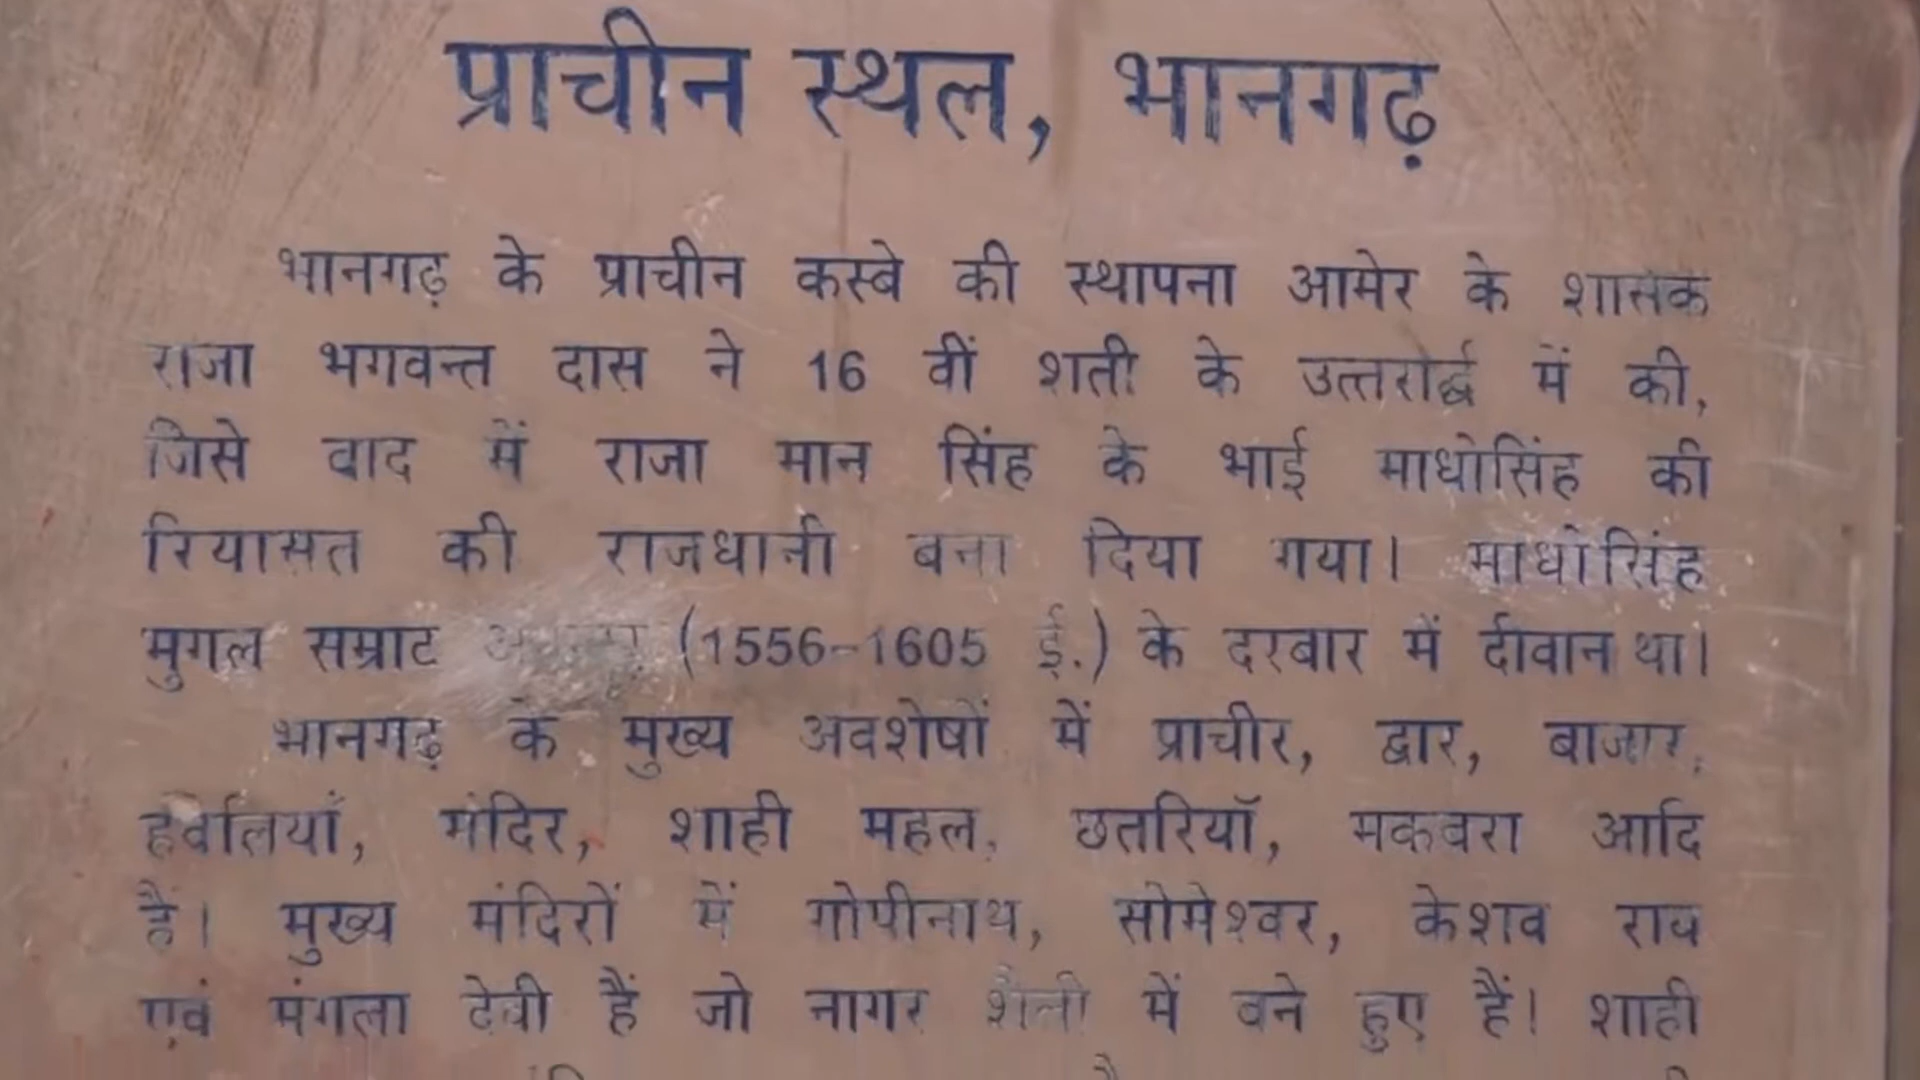 प्राचीन स्थल, भानगढ़
भानगढ़ के प्राचीन कस्बे की स्थापना आमेर के शासक
राजा भगवन्त दास ने 16 वीं शती के उत्तरार्द्ध में की,
जिसे बाद में राजा मान सिंह के भाई माधोसिंह की
रियासत की राजधानी बना दिया गया। माधोसिंह
मुगल सम्राट (1556-1605 ई.) के दरबार में दीवान था।
भानगढ़ के मुख्य अवशेषों में प्राचीर, द्वार, बाजार,
हवेलियाँ, मंदिर, शाही महल, छतरियॉ, मकबरा आदि
है। मुख्य मंदिरों में गोपीनाथ, सोमेश्वर, केशव राय
एवं मंगला देवी हैं जो नागर शैली में बने हुए हैं। शाही